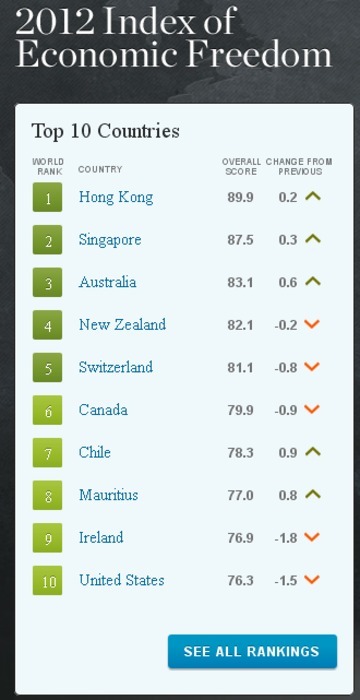 2012 Index of
Economic Freedom
Top 10 Countries
WORLD RANK COUNTRY OVERALL SCORE CHANGE FROM PREVIOUS
1 Hong Kong 89.9 0.2
2 Singapore 87.5 0.3
3 Australia 83.1 0.6
4 New Zealand 82.1 -0.2
5 Switzerland 81.1 -0.8
6 Canada 79.9 -0.9
7 Chile 78.3 0.9
8 Mauritius 77.0 0.8
9 Ireland 76.9 -1.8
10 United States 76.3 -1.5
SEE ALL RANKINGS